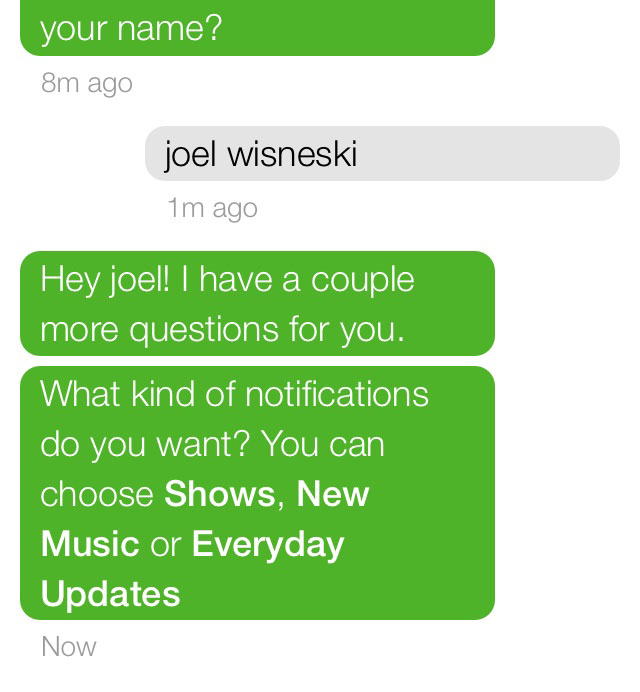 your name?
8m ago
joel wisneski
1m ago
Hey joel! I have a couple
more questions for you.
What kind of notifications
do you want? You can
choose Shows, New
Music or Everyday
Updates
Now